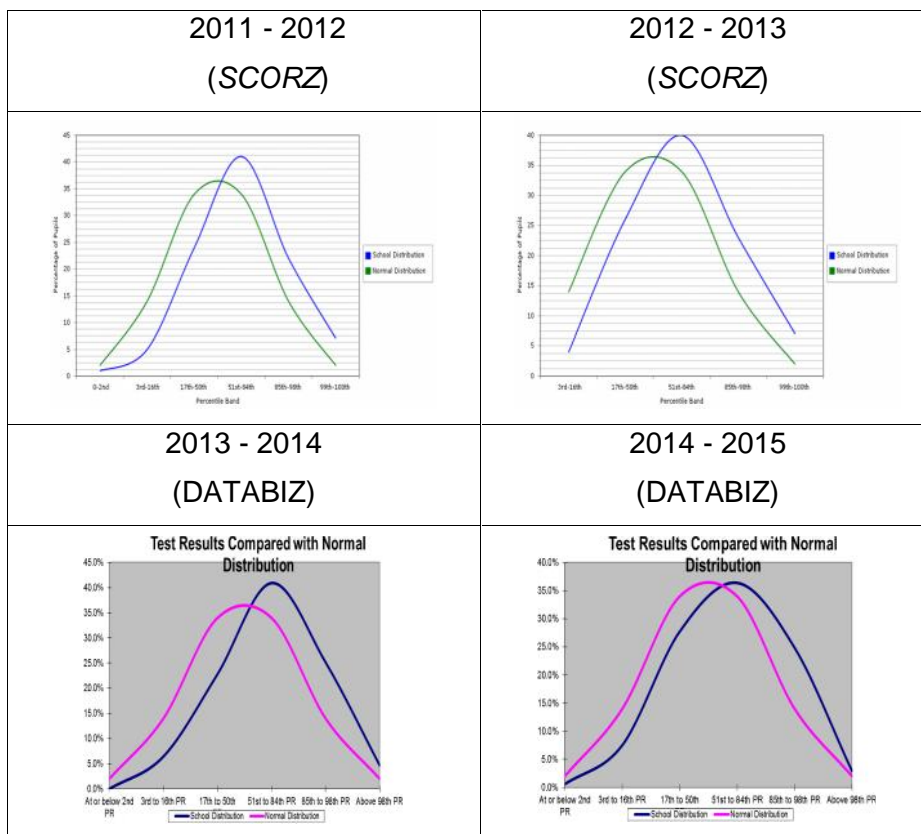 2011 - 2012
(SCORZ)
2012 - 2013
(SCORZ)
45
40
35
30
25
20
15
10
5
0
Percentage of Pupils
0-2nd 3rd-16th 17th-50th 51st-84th 85th-98th 99th-100th
Percentile Band
School Distribution
Normal Distribution
40
35
30
25
20
15
10
5
0
Percentage of Pupils
3rd-16th 17th-50th 51st-84th 85th-98th 99th-100th
Percentile Band
School Distribution
Normal Distribution
2013 - 2014
(DATABIZ)
2014 - 2015
(DATABIZ)
Test Results Compared with Normal
Distribution
45.0%
40.0%
35.0%
30.0%
25.0%
20.0%
15.0%
10.0%
5.0%
0.0%
At or below 2nd 3rd to 16th PR 17th to 50th 51st to 84th PR 85th to 98th PR Above 98th PR
PR
School Distribution Normal Distribution
Test Results Compared with Normal
Distribution
40.0%
35.0%
30.0%
25.0%
20.0%
15.0%
10.0%
5.0%
0.0%
At or below 2nd 3rd to 16th PR 17th to 50th 51st to 84th PR 85th to 98th PR Above 98th PR
PR
School Distribution Normal Distribution